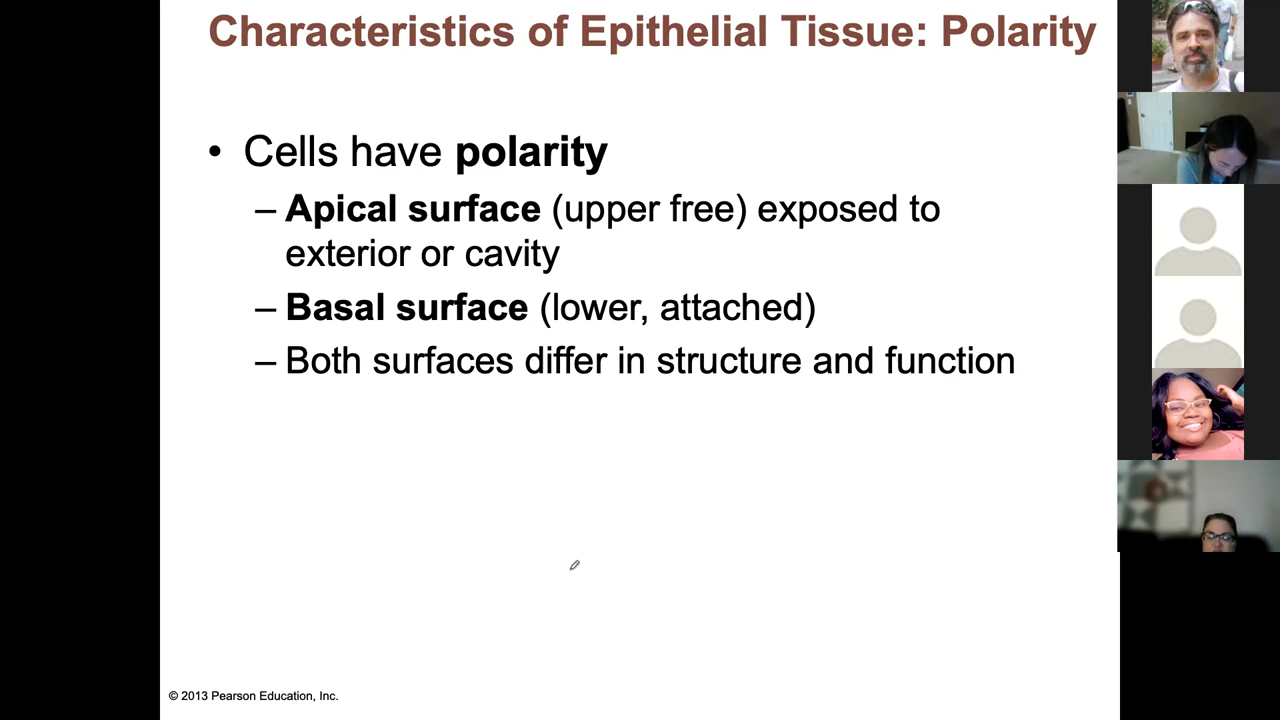 Characteristics of Epithelial Tissue: Polarity
• Cells have polarity
– Apical surface (upper free) exposed to
exterior or cavity
– Basal surface (lower, attached)
– Both surfaces differ in structure and function
© 2013 Pearson Education, Inc.